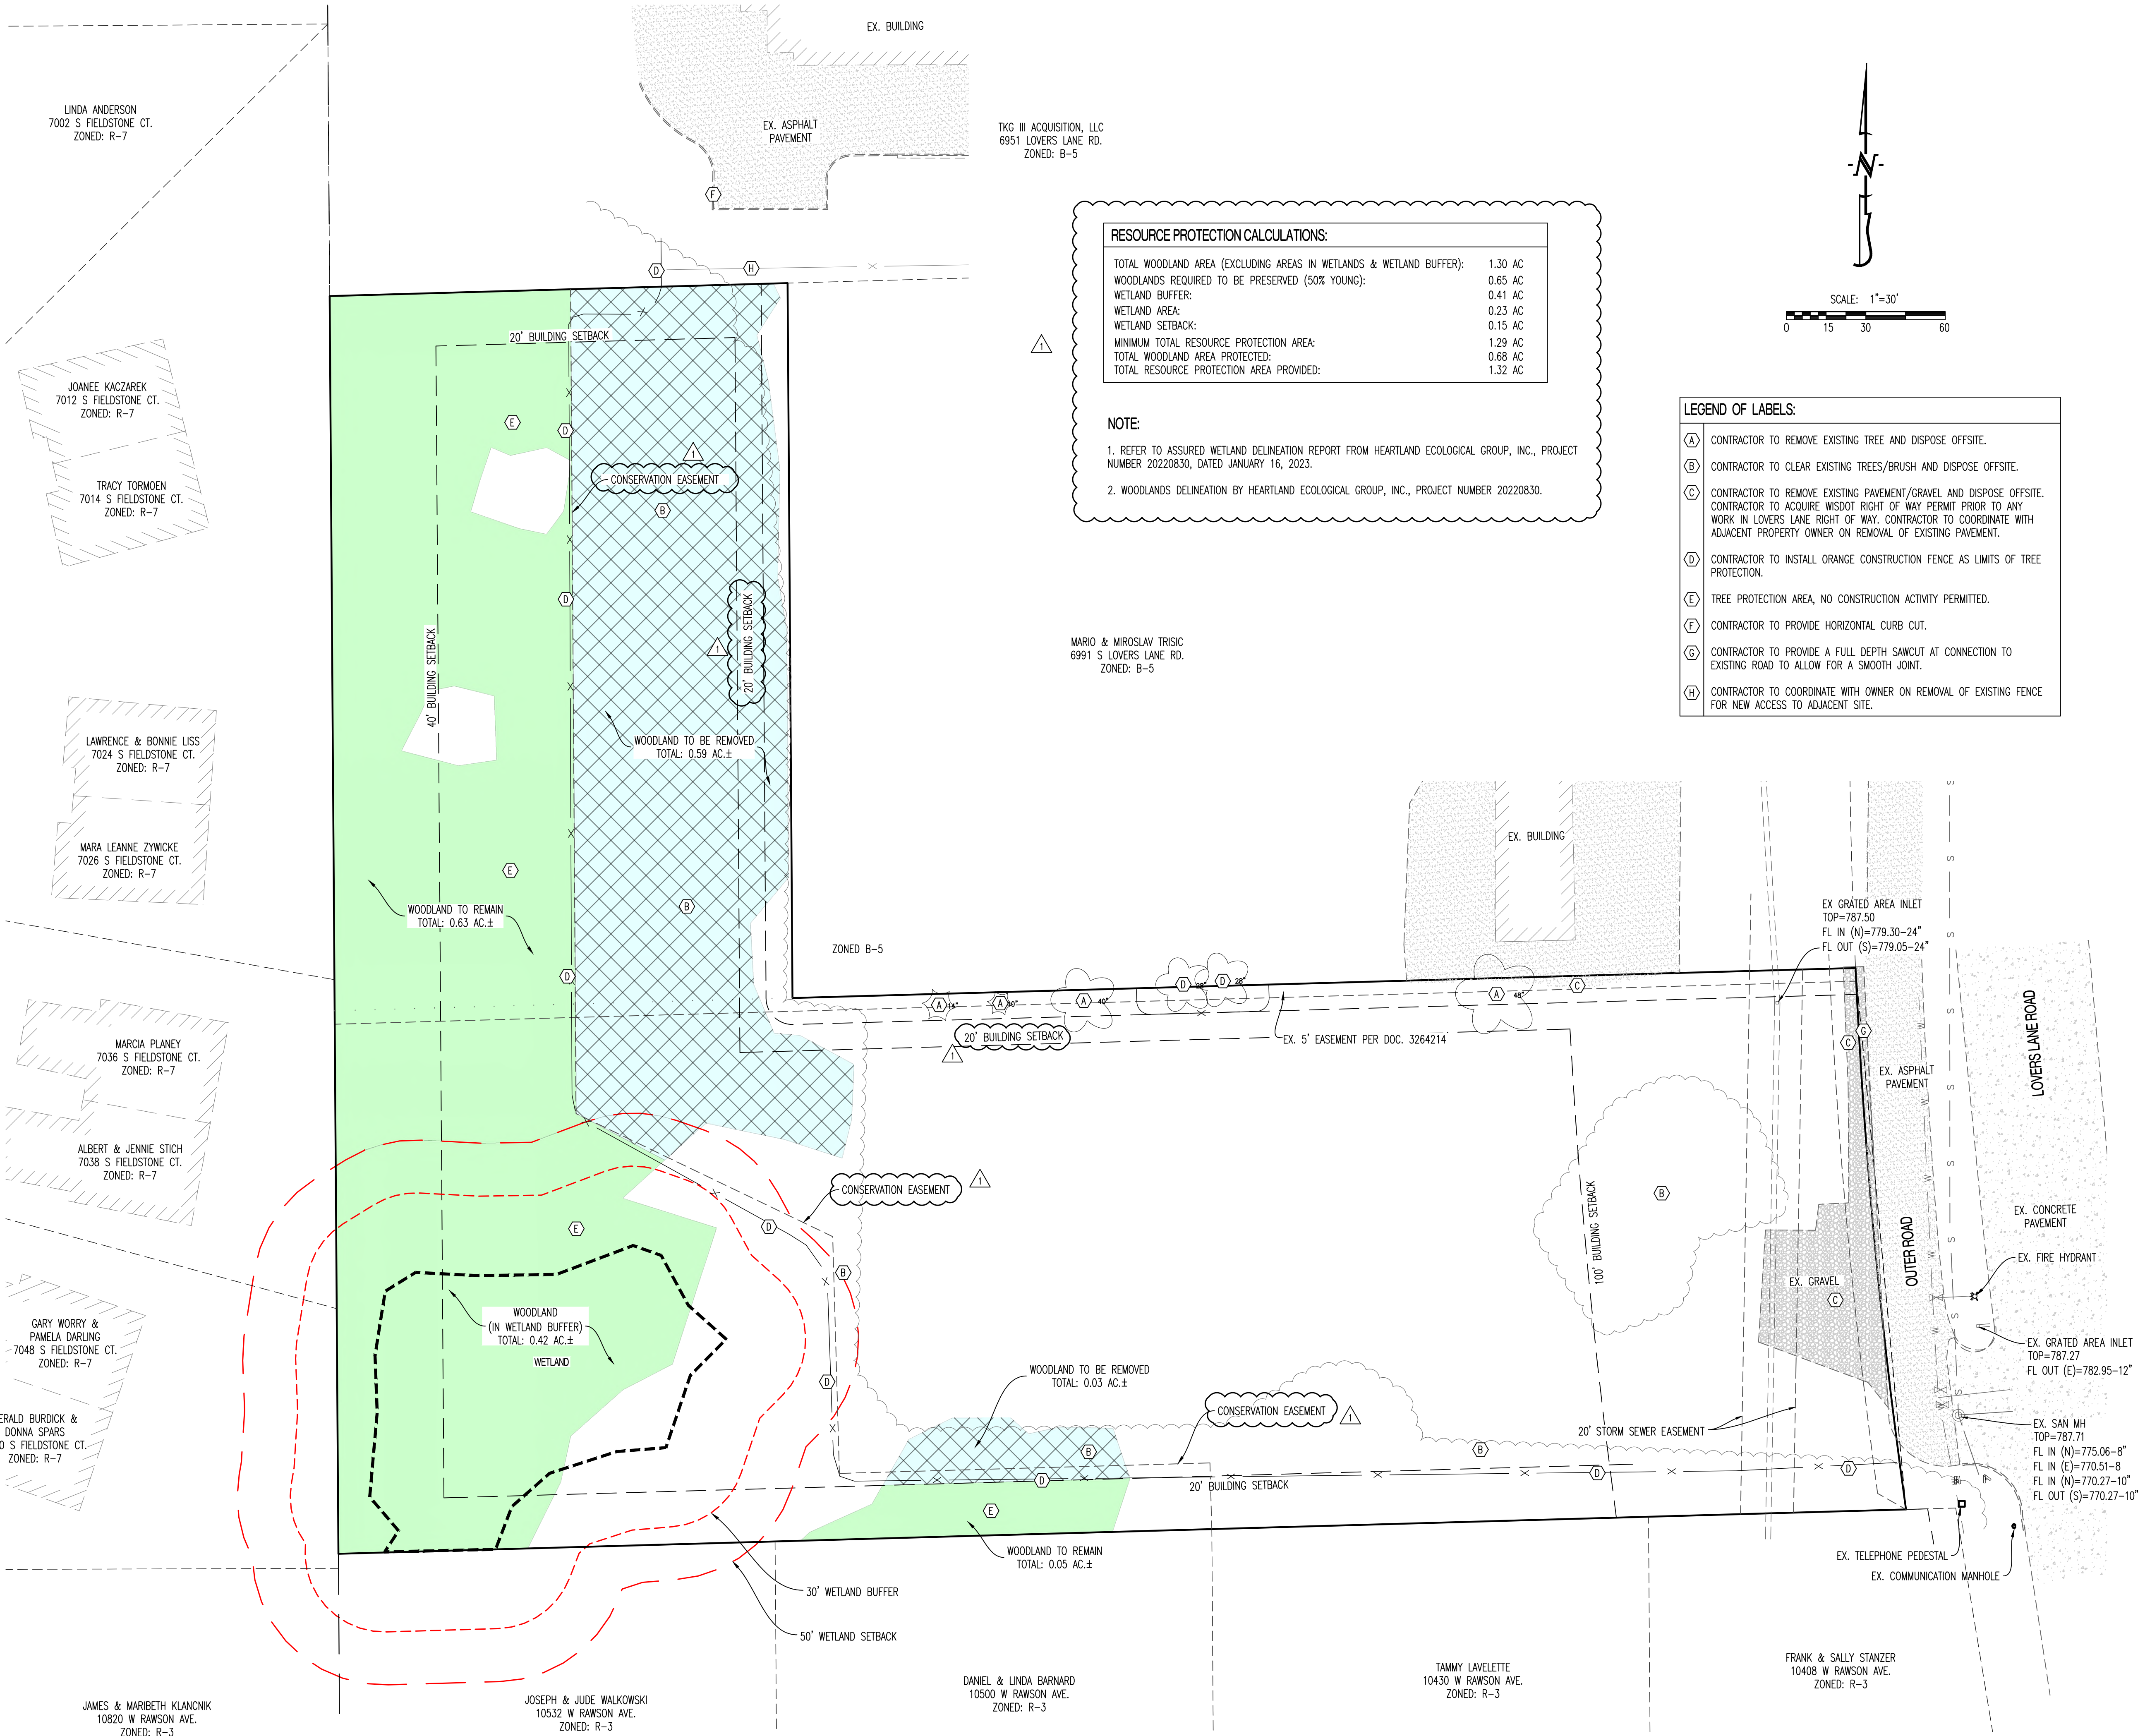 EX. BUILDING
LINDA ANDERSON
7002 S FIELDSTONE CT.
ZONED: R-7
EX. ASPHALT
PAVEMENT
TKG III ACQUISITION, LLC
6951 LOVERS LANE RD.
ZONED: B-5
N
F
SCALE: 1"=30'
0 15 30 60
RESOURCE PROTECTION CALCULATIONS:
TOTAL WOODLAND AREA (EXCLUDING AREAS IN WETLANDS & WETLAND BUFFER): 1.30 AC
WOODLANDS REQUIRED TO BE PRESERVED (50% YOUNG): 0.65 AC
WETLAND BUFFER: 0.41 AC
WETLAND AREA: 0.23 AC
WETLAND SETBACK: 0.15 AC
MINIMUM TOTAL RESOURCE PROTECTION AREA: 1.29 AC
TOTAL WOODLAND AREA PROTECTED: 0.68 AC
TOTAL RESOURCE PROTECTION AREA PROVIDED: 1.32 AC
1
NOTE:
1. REFER TO ASSURED WETLAND DELINEATION REPORT FROM HEARTLAND ECOLOGICAL GROUP, INC., PROJECT
NUMBER 20220830, DATED JANUARY 16, 2023.
2. WOODLANDS DELINEATION BY HEARTLAND ECOLOGICAL GROUP, INC., PROJECT NUMBER 20220830.
LEGEND OF LABELS:
A CONTRACTOR TO REMOVE EXISTING TREE AND DISPOSE OFFSITE.
B CONTRACTOR TO CLEAR EXISTING TREES/BRUSH AND DISPOSE OFFSITE.
C CONTRACTOR TO REMOVE EXISTING PAVEMENT/GRAVEL AND DISPOSE OFFSITE.
CONTRACTOR TO ACQUIRE WISDOT RIGHT OF WAY PERMIT PRIOR TO ANY
WORK IN LOVERS LANE RIGHT OF WAY. CONTRACTOR TO COORDINATE WITH
ADJACENT PROPERTY OWNER ON REMOVAL OF EXISTING PAVEMENT.
D CONTRACTOR TO INSTALL ORANGE CONSTRUCTION FENCE AS LIMITS OF TREE
PROTECTION.
E TREE PROTECTION AREA, NO CONSTRUCTION ACTIVITY PERMITTED.
F CONTRACTOR TO PROVIDE HORIZONTAL CURB CUT.
G CONTRACTOR TO PROVIDE A FULL DEPTH SAWCUT AT CONNECTION TO
EXISTING ROAD TO ALLOW FOR A SMOOTH JOINT.
H CONTRACTOR TO COORDINATE WITH OWNER ON REMOVAL OF EXISTING FENCE
FOR NEW ACCESS TO ADJACENT SITE.
D
H
20' BUILDING SETBACK
JOANEE KACZAREK
7012 S FIELDSTONE CT.
ZONED: R-7
TRACY TORMOEN
7014 S FIELDSTONE CT.
ZONED: R-7
E
D
1
CONSERVATION EASEMENT
B
D
40' BUILDING SETBACK
20' BUILDING SETBACK
1
MARIO & MIROSLAV TRISIC
6991 S LOVERS LANE RD.
ZONED: B-5
LAWRENCE & BONNIE LISS
7024 S FIELDSTONE CT.
ZONED: R-7
WOODLAND TO BE REMOVED
TOTAL: 0.59 AC.±
MARA LEANNE ZYWICKE
7026 S FIELDSTONE CT.
ZONED: R-7
E
B
WOODLAND TO REMAIN
TOTAL: 0.63 AC.±
D
ZONED B-5
EX. BUILDING
EX GRATED AREA INLET
TOP=787.50
FL IN (N)=779.30-24"
FL OUT (S)=779.05-24"
A
A
A 40"
D
D 28"
A 48"
C
20' BUILDING SETBACK
1
EX. 5' EASEMENT PER DOC. 3264214
G
C
EX. ASPHALT
PAVEMENT
LOVERS LANE ROAD
OUTER ROAD
MARCIA PLANEY
7036 S FIELDSTONE CT.
ZONED: R-7
ALBERT & JENNIE STICH
7038 S FIELDSTONE CT.
ZONED: R-7
CONSERVATION EASEMENT
1
E
D
B
B
100' BUILDING SETBACK
EX. CONCRETE
PAVEMENT
EX. FIRE HYDRANT
EX. GRAVEL
C
GARY WORRY &
PAMELA DARLING
7048 S FIELDSTONE CT.
ZONED: R-7
WOODLAND
(IN WETLAND BUFFER)
TOTAL: 0.42 AC.±
WETLAND
D
EX. GRATED AREA INLET
TOP=787.27
FL OUT (E)=782.95-12"
WOODLAND TO BE REMOVED
TOTAL: 0.03 AC.±
CONSERVATION EASEMENT
1
ERALD BURDICK &
DONNA SPARS
0 S FIELDSTONE CT.
ZONED: R-7
20' STORM SEWER EASEMENT
EX. SAN MH
TOP=787.71
FL IN (N)=775.06-8"
FL IN (E)=770.51-8
FL IN (N)=770.27-10"
FL OUT (S)=770.27-10"
B
B
D
D
D
20' BUILDING SETBACK
E
WOODLAND TO REMAIN
TOTAL: 0.05 AC.±
EX. TELEPHONE PEDESTAL
EX. COMMUNICATION MANHOLE
30' WETLAND BUFFER
50' WETLAND SETBACK
JAMES & MARIBETH KLANCNIK
10820 W RAWSON AVE.
ZONED: R-3
JOSEPH & JUDE WALKOWSKI
10532 W RAWSON AVE.
ZONED: R-3
DANIEL & LINDA BARNARD
10500 W RAWSON AVE.
ZONED: R-3
TAMMY LAVELETTE
10430 W RAWSON AVE.
ZONED: R-3
FRANK & SALLY STANZER
10408 W RAWSON AVE.
ZONED: R-3